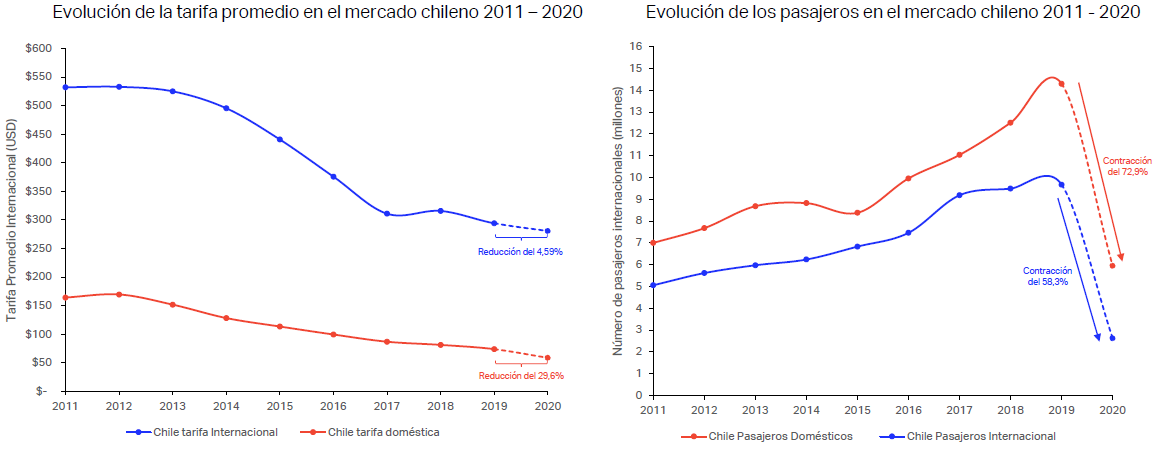 Evolución de la tarifa promedio en el mercado chileno 2011 – 2020
$600
$550
$500
$450
$400
$350
$300
$250
$200
$150
$100
$50
$-
Tarifa Promedio Internacional (USD)
Reducción del 4,59%
Reducción del 29,6%
2011 2012 2013 2014 2015 2016 2017 2018 2019 2020
Chile tarifa Internacional Chile tarifa doméstica
Evolución de los pasajeros en el mercado chileno 2011 - 2020
16
15
14
13
12
11
10
9
8
7
6
5
4
3
2
1
0
Número de pasajeros internacionales (millones)
Contracción
del 72,9%
Contracción
del 58,3%
2011 2012 2013 2014 2015 2016 2017 2018 2019 2020
Chile Pasajeros Domésticos Chile Pasajeros Internacional